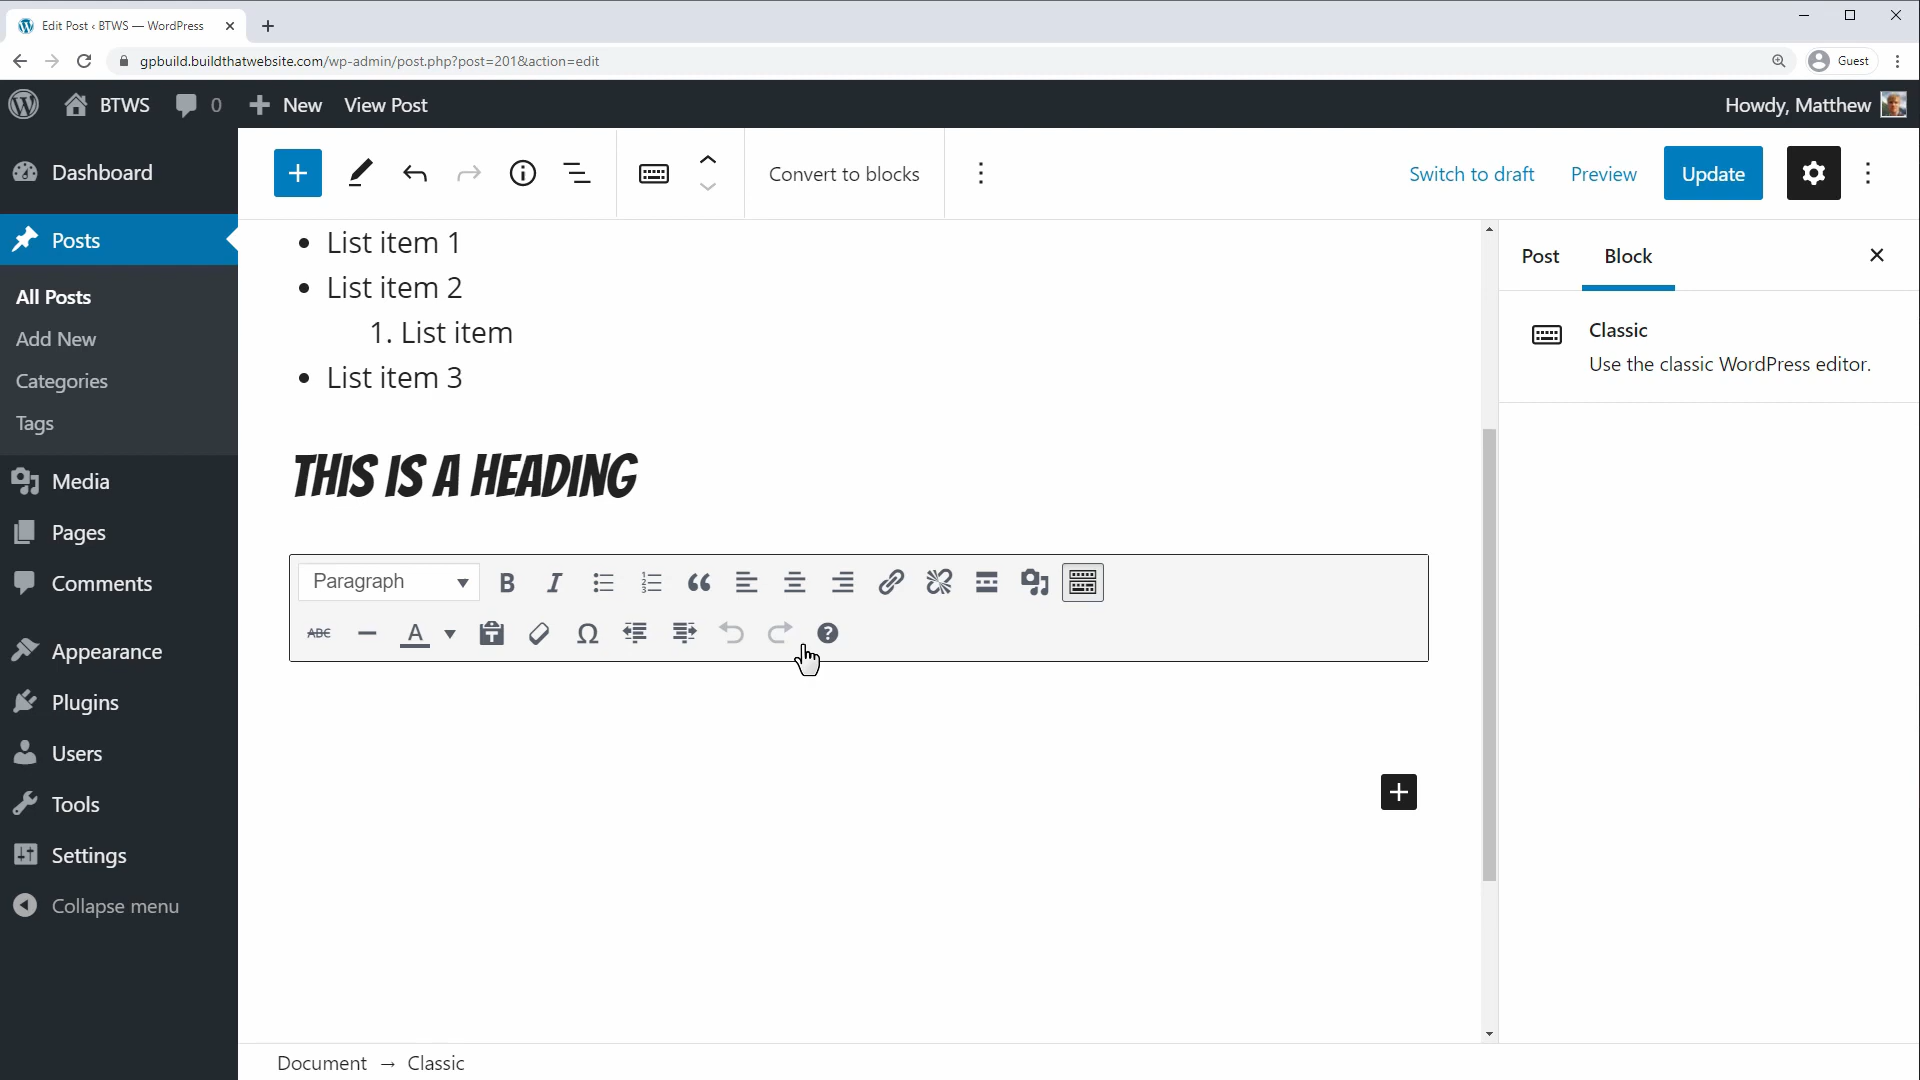 Edit Post ‹ BTWS — WordPress
gpbuild.buildthatwebsite.com/wp-admin/post.php?post=201&action=edit
Guest
BTWS 0 New View Post
Howdy, Matthew
Dashboard
Posts
All Posts
Add New
Categories
Tags
Media
Pages
Comments
Appearance
Plugins
Users
Tools
Settings
Collapse menu
Convert to blocks
Switch to draft Preview Update
• List item 1
• List item 2
1. List item
• List item 3
THIS IS A HEADING
Paragraph B I
ABC A Ω ?
Document → Classic
Post Block
Classic
Use the classic WordPress editor.